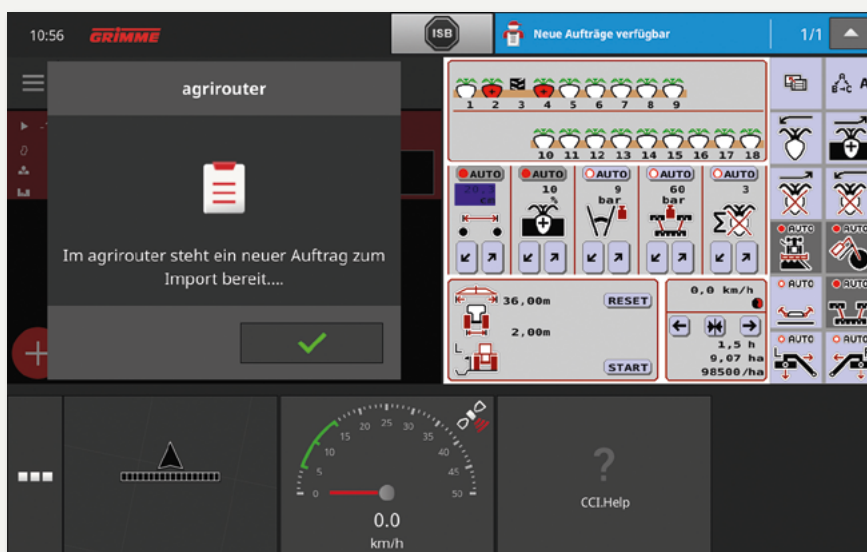 10:56
GRIMME
ISB
Neue Aufträge verfügbar
1/1
agrirouter
Im agrirouter steht ein neuer Auftrag zum
Import bereit....
1 2 3 4 5 6 7 8 9
10 11 12 13 14 15 16 17 18
AUTO AUTO AUTO AUTO AUTO
20,3 10 9 60 3
cm % bar bar
Σ
36,00m
RESET
2,00m
L
START
0,0 km/h
1,5 h
9,07 ha
98500/ha
A
B C
AUTO AUTO
AUTO AUTO
AUTO AUTO
L
0 5 10 15 20 25 30 35 40 45 50
0.0
km/h
?
CCI.Help